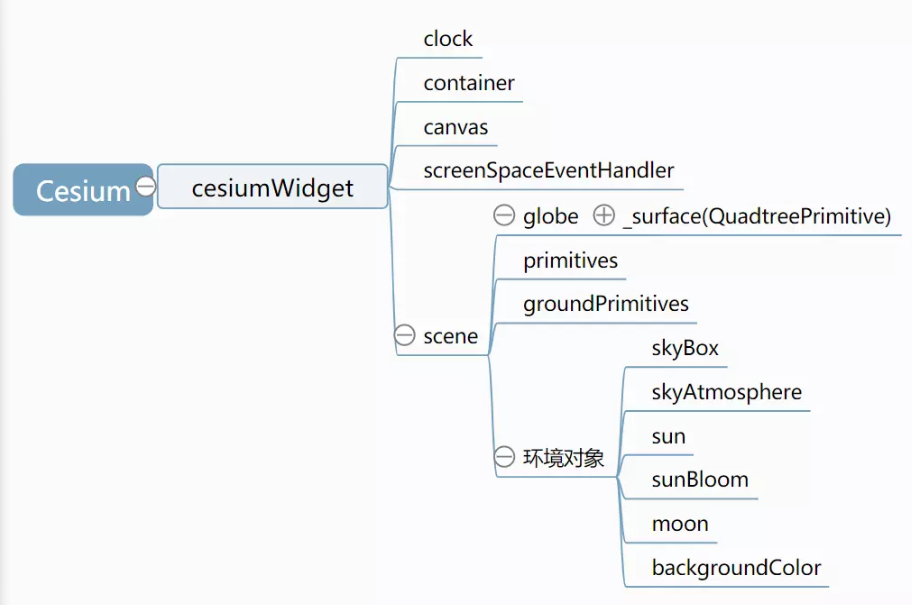 clock
container
canvas
screenSpaceEventHandler
Cesium
cesiumWidget
globe
_surface(QuadtreePrimitive)
primitives
groundPrimitives
scene
skyBox
skyAtmosphere
sun
环境对象
sunBloom
moon
backgroundColor